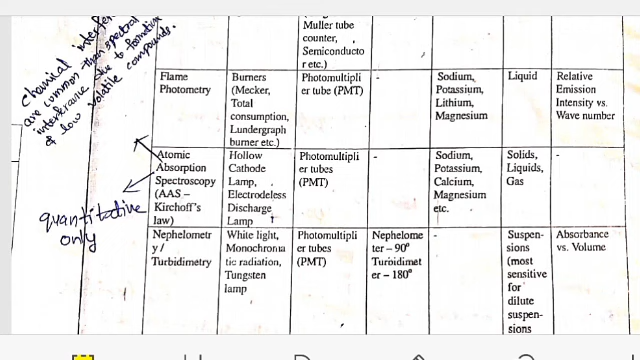 Muller tube
counter,
Semiconducto
r etc.)
Chemical
are common than spectral
interference due to formation
of low volatile compounds.
Flame
Photometry
Burners
(Mecker,
Total
consumption,
Lundergraph
burner etc.)
Photomultipli
er tube (PMT)
-
Sodium,
Potassium,
Lithium,
Magnesium
Liquid
Relative
Emission
Intensity vs.
Wave number
Atomic
Absorption
Spectroscopy
(AAS –
Kirchoff's
law)
Hollow
Cathode
Lamp,
Electrodeless
Discharge
Lamp
Photomultipli
er tubes
(PMT)
-
Sodium,
Potassium,
Calcium,
Magnesium
etc.
Solids,
Liquids,
Gas
-
quantitative
only
Nephelometr
y /
Turbidimetry
White light,
Monochroma
tic radiation,
Tungsten
lamp
Photomultipli
er tubes
(PMT)
Nephelome
ter – 90°
Turbidimet
er – 180°
-
Suspen-
sions
(most
sensitive
for
dilute
suspen-
sions
Absorbance
vs. Volume